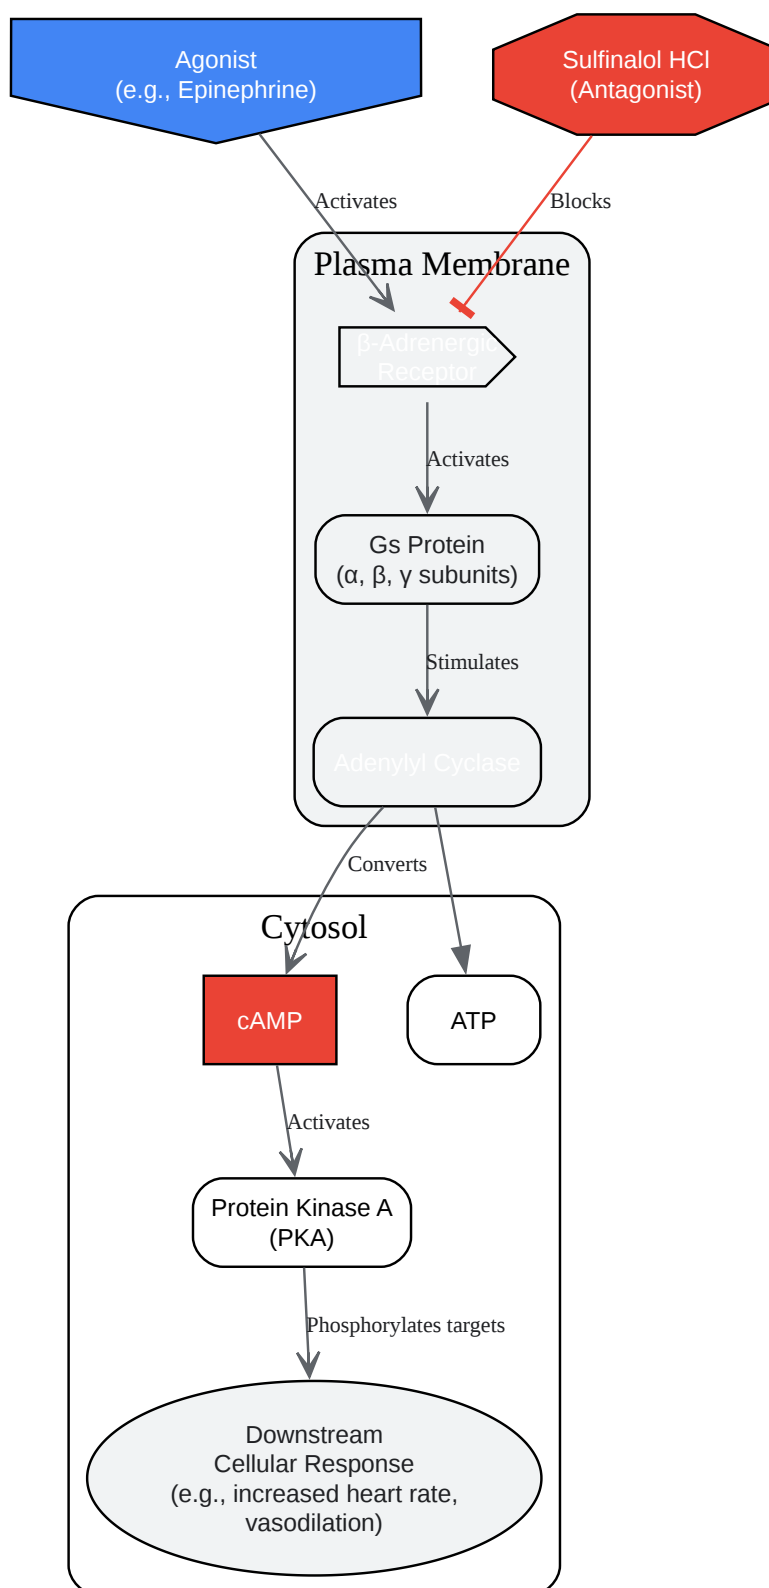 Agonist
(e.g., Epinephrine)
Sulfinalol HCl
(Antagonist)
Activates
Blocks
Plasma Membrane
β-Adrenergic
Receptor
Activates
Gs Protein
(α, β, γ subunits)
Stimulates
Adenylyl Cyclase
Converts
Cytosol
cAMP
ATP
Activates
Protein Kinase A
(PKA)
Phosphorylates targets
Downstream
Cellular Response
(e.g., increased heart rate,
vasodilation)